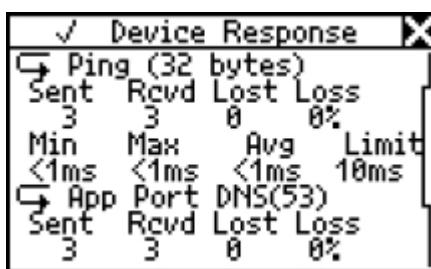 ✓ Device Response X
Ping (32 bytes)
Sent Rcvd Lost Loss
3 3 0 0%
Min Max Avg Limit
<1ms <1ms <1ms 10ms
App Port DNS(53)
Sent Rcvd Lost Loss
3 3 0 0%